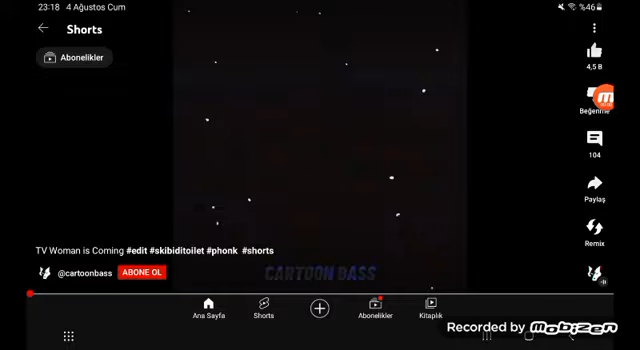 23:18 4 Ağustos Cum %46
Shorts
Abonelikler
4,5 B
Beğenme
104
Paylaş
Remix
TV Woman is Coming #edit #skibiditoilet #phonk #shorts
@cartoonbass ABONE OL
CARTOON BASS
Ana Sayfa Shorts Abonelikler Kitaplık
Recorded by Mobizen